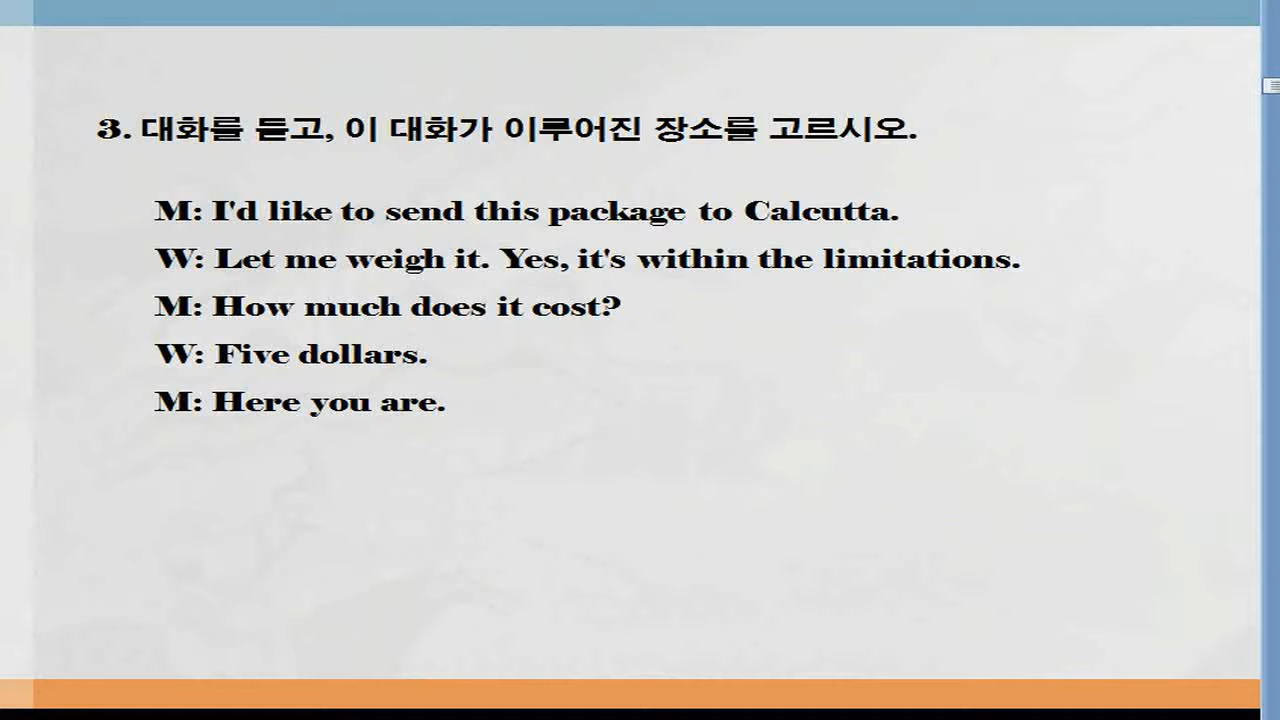 3. 대화를 듣고, 이 대화가 이루어진 장소를 고르시오.
M: I'd like to send this package to Calcutta.
W: Let me weigh it. Yes, it's within the limitations.
M: How much does it cost?
W: Five dollars.
M: Here you are.